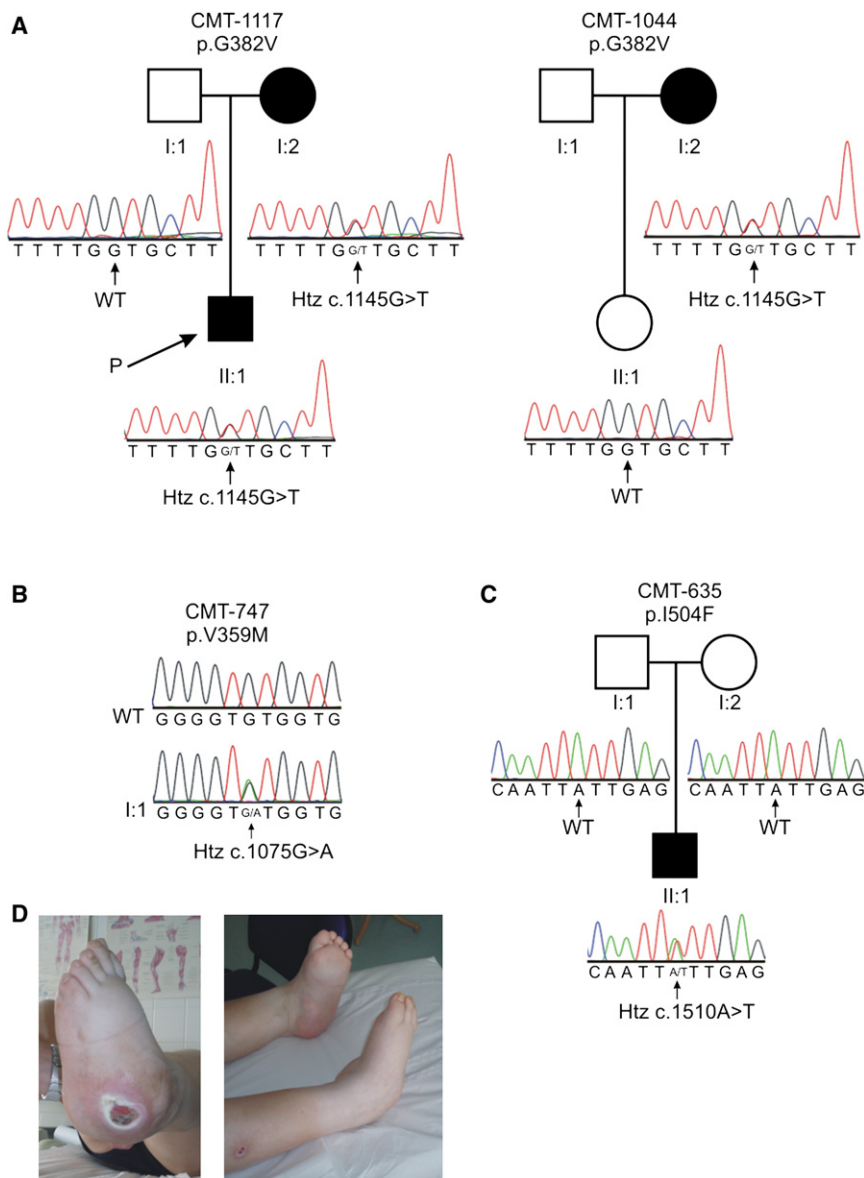 A
CMT-1117
p.G382V
I:1
I:2
T T T T G G T G C T T
WT
T T T T G G/T T G C T T
Htz c.1145G>T
P
II:1
T T T T G G/T T G C T T
Htz c.1145G>T
CMT-1044
p.G382V
I:1
I:2
T T T T G G/T T G C T T
Htz c.1145G>T
II:1
T T T T G G T G C T T
WT
B
CMT-747
p.V359M
WT
G G G G T G T G G T G
I:1
G G G G T G/A T G G T G
Htz c.1075G>A
C
CMT-635
p.I504F
I:1
I:2
C A A T T A T T G A G
WT
C A A T T A T T G A G
WT
II:1
C A A T T A/T T T G A G
Htz c.1510A>T
D